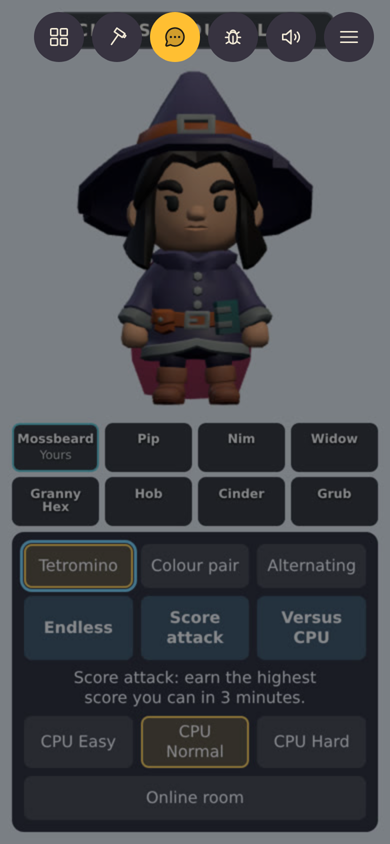 Mossbeard
Yours
Pip
Nim
Widow
Granny
Hex
Hob
Cinder
Grub
Tetromino
Colour pair
Alternating
Endless
Score
attack
Versus
CPU
Score attack: earn the highest
score you can in 3 minutes.
CPU Easy
CPU
Normal
CPU Hard
Online room